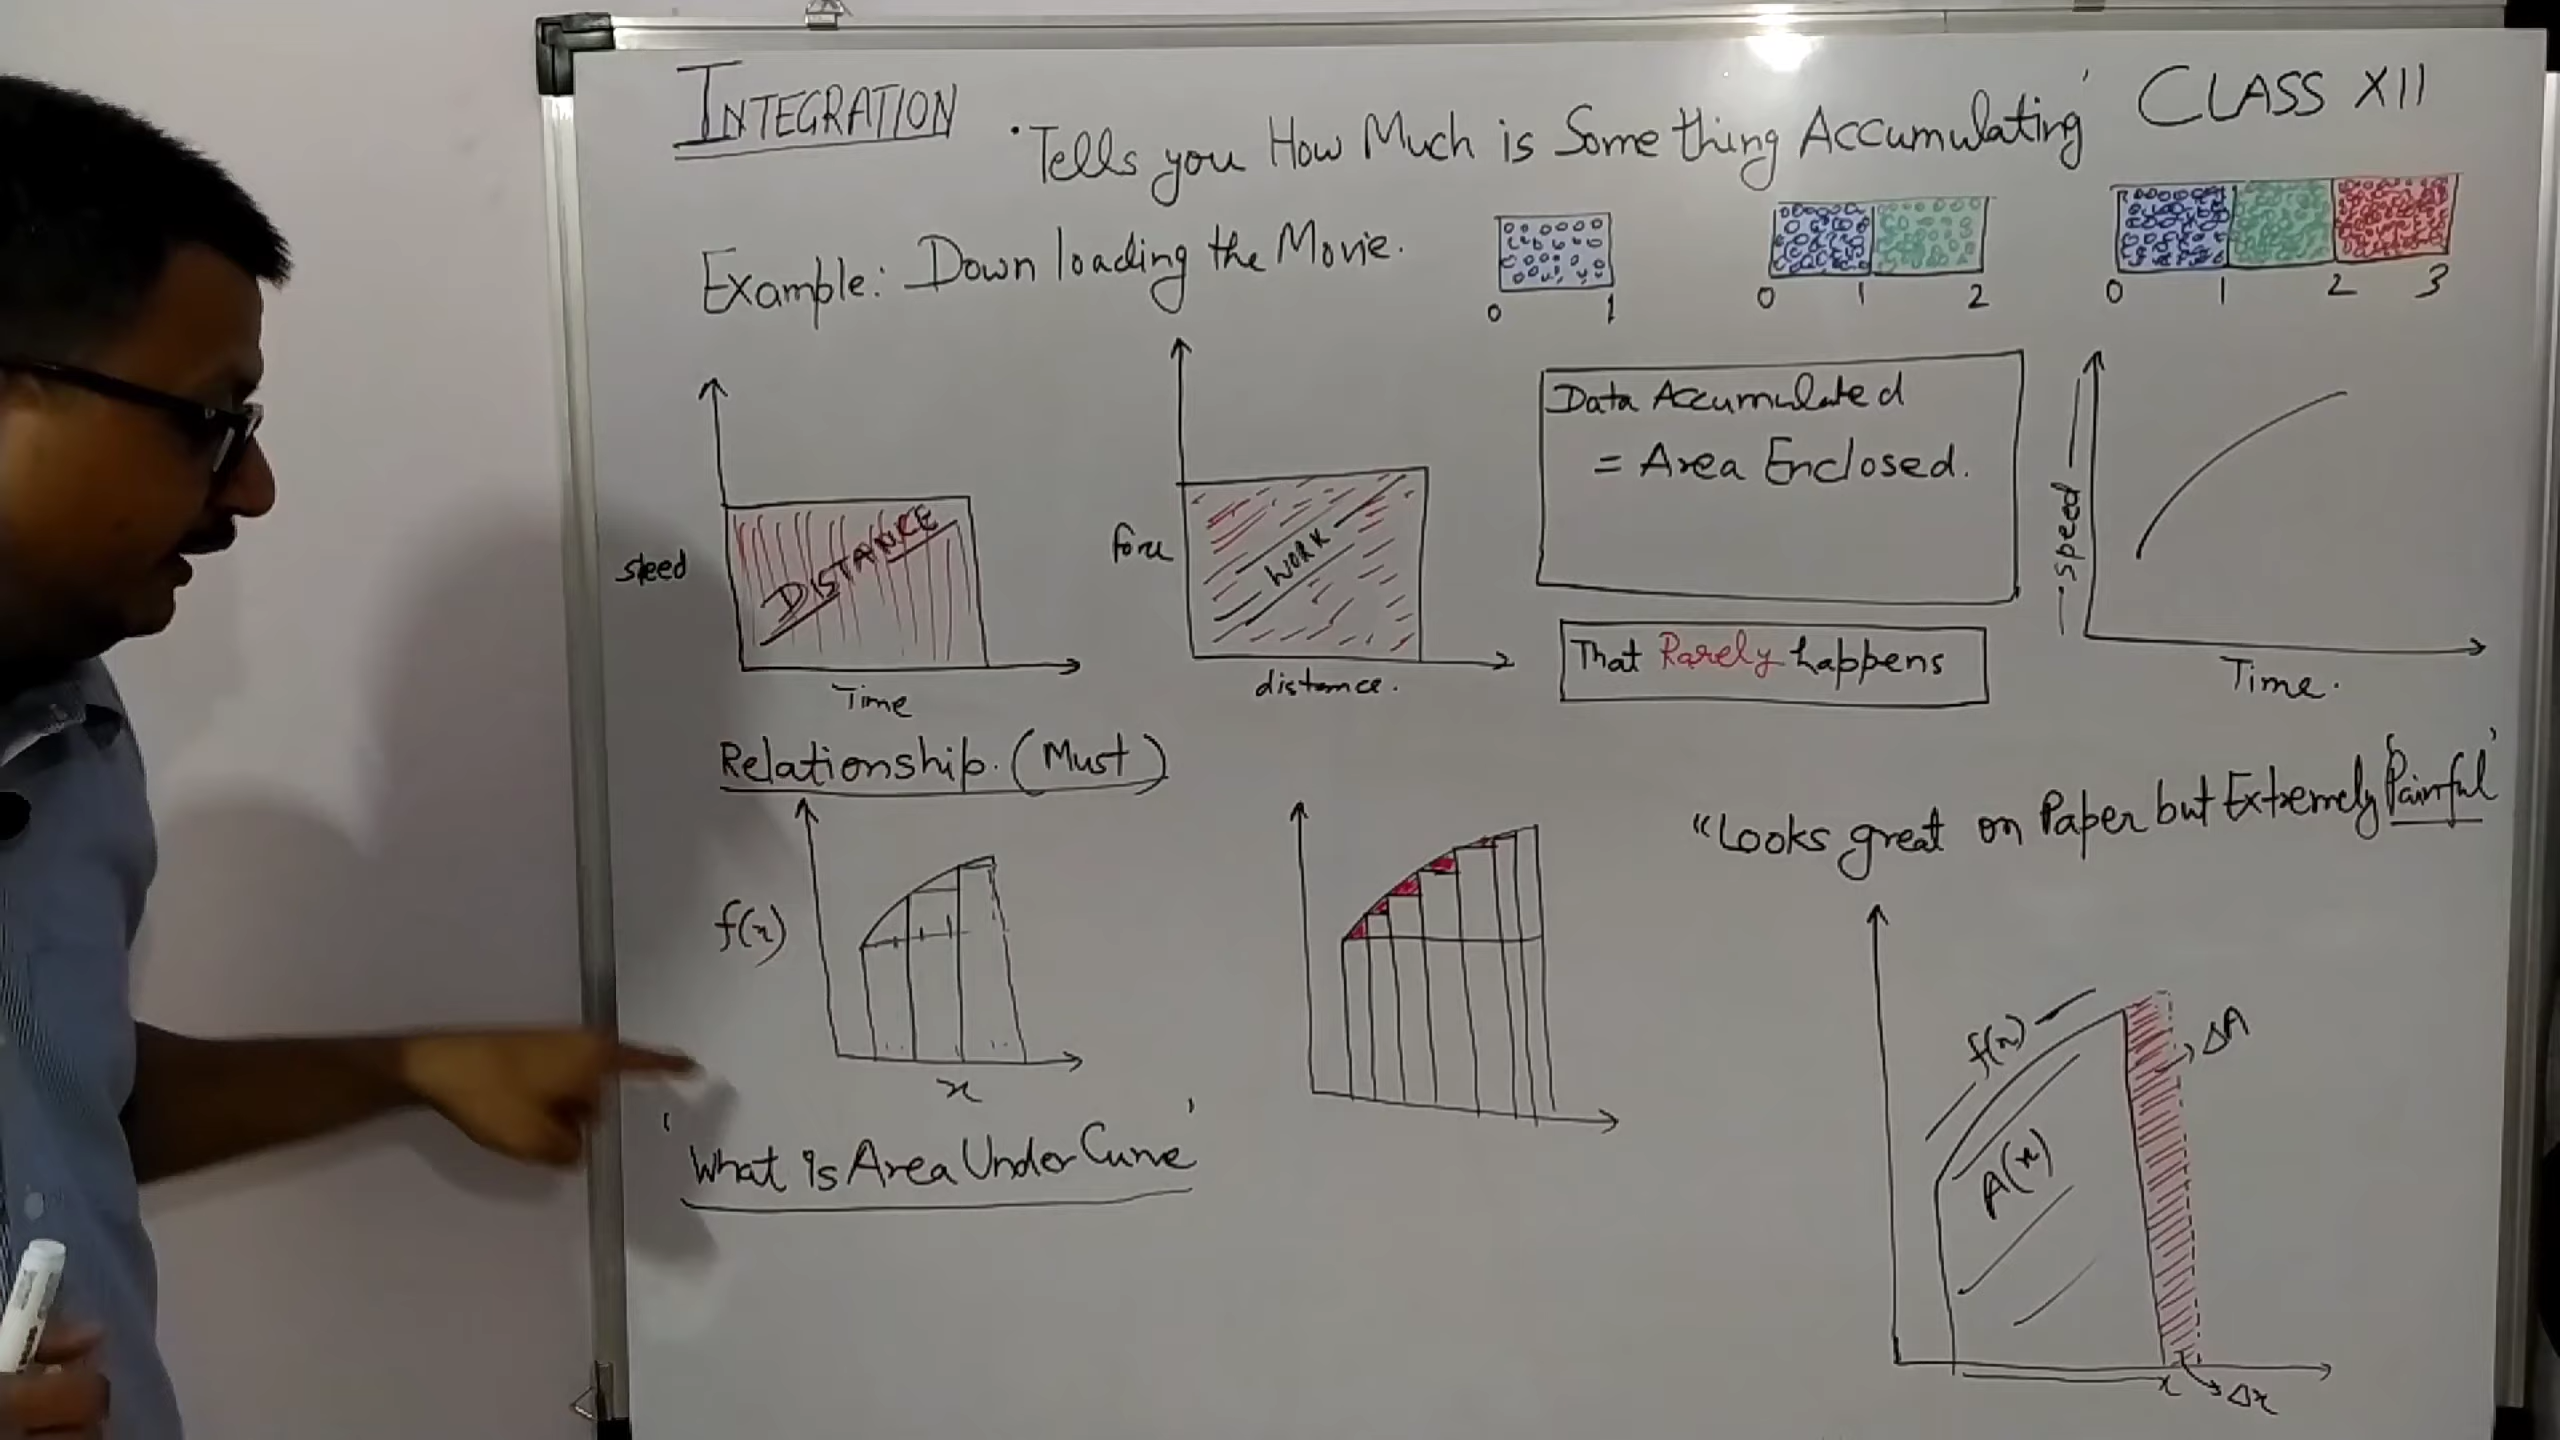 INTEGRATION
'Tells you How Much is Something Accumulating'
CLASS XII
Example: Downloading the Movie.
0 1
0 1 2
0 1 2 3
speed
DISTANCE
Time
force
WORK
distance.
Data Accumulated
= Area Enclosed.
That Rarely happens
speed
Time.
Relationship. (Must)
f(x)
x
"Looks great on Paper but Extremely Painful"
f(x)
A(x)
ΔA
x
Δx
'What is Area Under Curve'